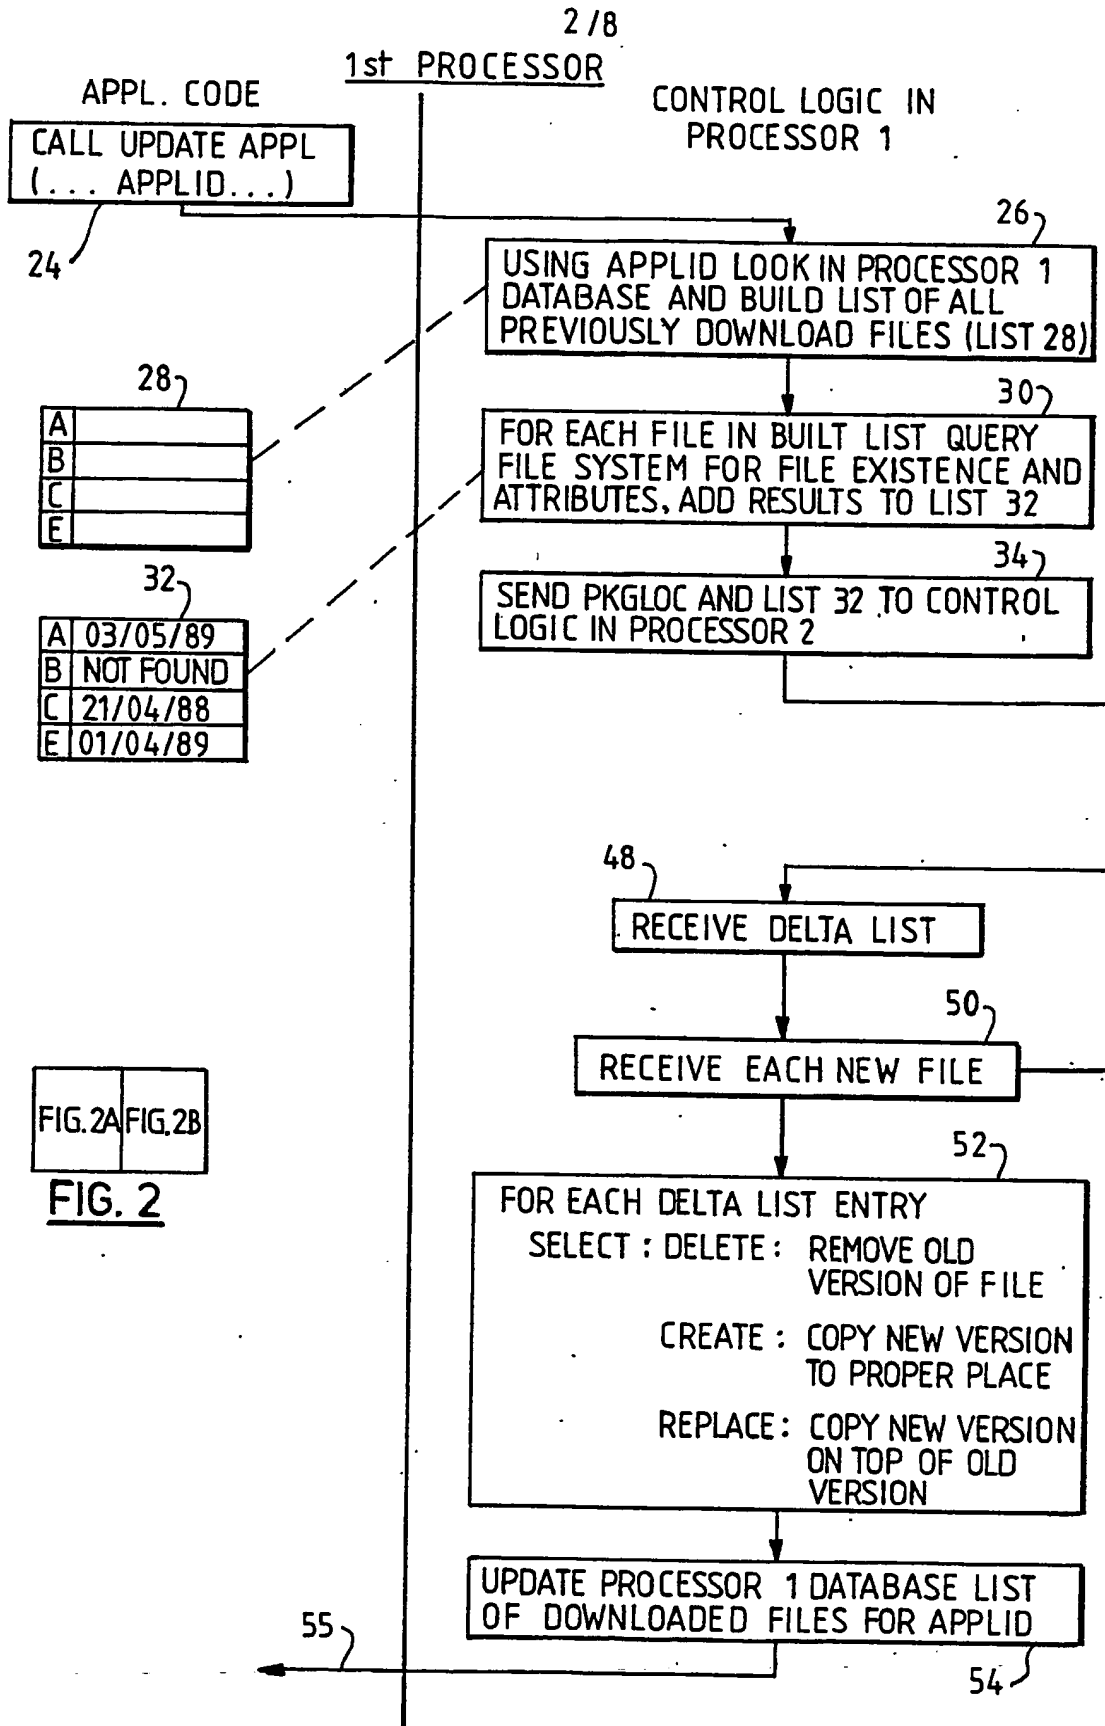 2/8
1st PROCESSOR
APPL. CODE
CONTROL LOGIC IN
PROCESSOR 1
CALL UPDATE APPL
(... APPLID...)
24
26
USING APPLID LOOK IN PROCESSOR 1
DATABASE AND BUILD LIST OF ALL
PREVIOUSLY DOWNLOAD FILES (LIST 28)
28
A
B
C
E
30
FOR EACH FILE IN BUILT LIST QUERY
FILE SYSTEM FOR FILE EXISTENCE AND
ATTRIBUTES, ADD RESULTS TO LIST 32
32
A 03/05/89
B NOT FOUND
C 21/04/88
E 01/04/89
34
SEND PKGLOC AND LIST 32 TO CONTROL
LOGIC IN PROCESSOR 2
48
RECEIVE DELTA LIST
50
RECEIVE EACH NEW FILE
FIG. 2A FIG. 2B
FIG. 2
52
FOR EACH DELTA LIST ENTRY
SELECT : DELETE : REMOVE OLD
VERSION OF FILE
CREATE : COPY NEW VERSION
TO PROPER PLACE
REPLACE : COPY NEW VERSION
ON TOP OF OLD
VERSION
UPDATE PROCESSOR 1 DATABASE LIST
OF DOWNLOADED FILES FOR APPLID
54
55